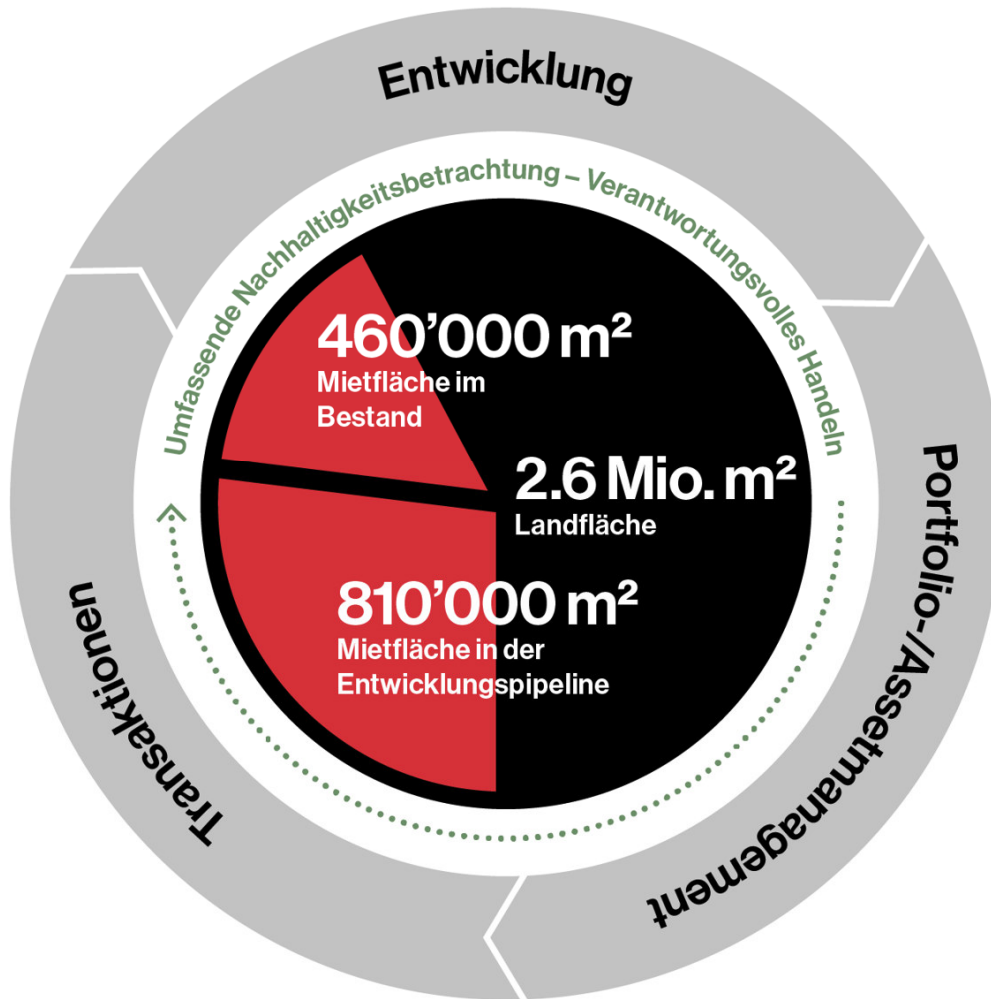 Entwicklung
Umfassende Nachhaltigkeitsbetrachtung – Verantwortungsvolles Handeln
460’000 m²
Mietfläche im
Bestand
2.6 Mio. m²
Landfläche
810’000 m²
Mietfläche in der
Entwicklungspipeline
Portfolio-/Assetmanagement
Transaktionen